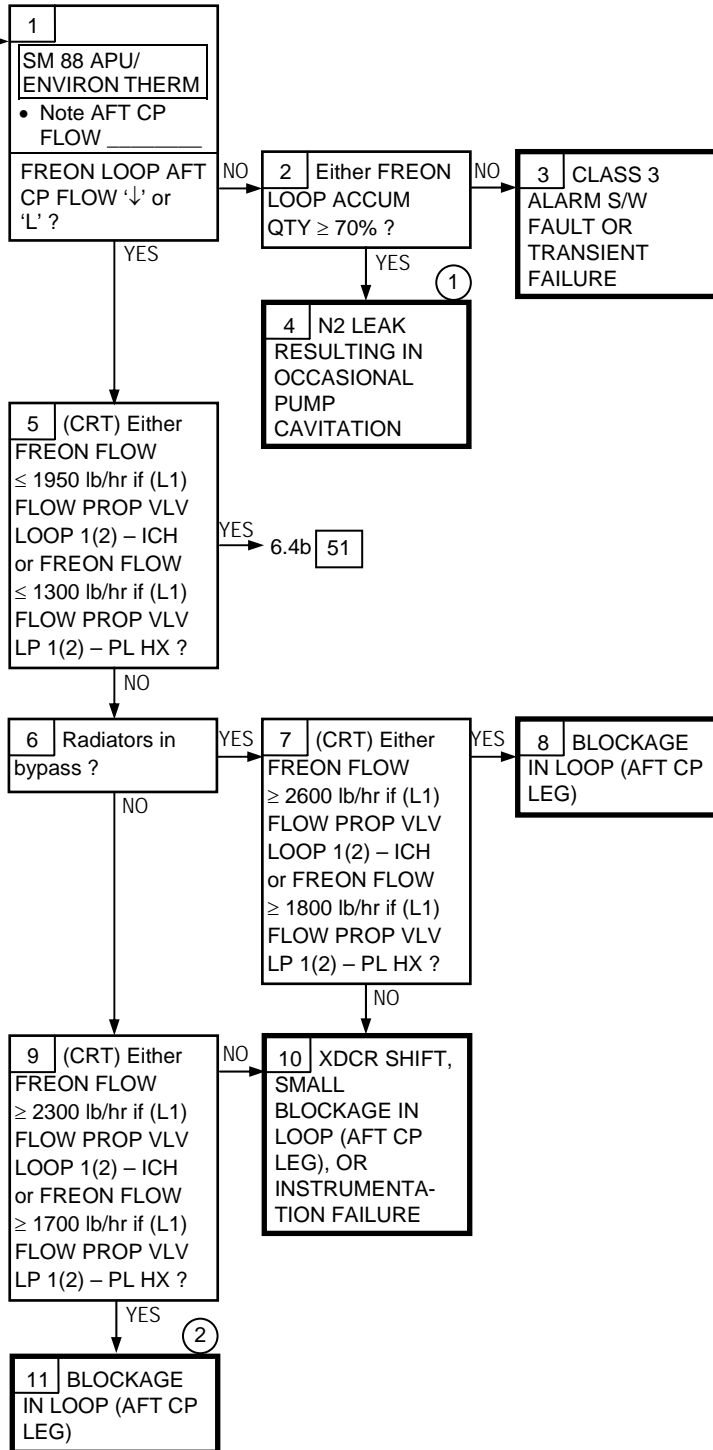 1
SM 88 APU/
ENVIRON THERM
• Note AFT CP
FLOW ________
FREON LOOP AFT
CP FLOW ‘↓’ or
‘L’ ?
NO
YES
2 Either FREON
LOOP ACCUM
QTY ≥ 70% ?
NO
YES
3 CLASS 3
ALARM S/W
FAULT OR
TRANSIENT
FAILURE
1
4 N2 LEAK
RESULTING IN
OCCASIONAL
PUMP
CAVITATION
5 (CRT) Either
FREON FLOW
≤ 1950 lb/hr if (L1)
FLOW PROP VLV
LOOP 1(2) – ICH
or FREON FLOW
≤ 1300 lb/hr if (L1)
FLOW PROP VLV
LP 1(2) – PL HX ?
YES
6.4b 51
NO
6 Radiators in
bypass ?
YES
NO
7 (CRT) Either
FREON FLOW
≥ 2600 lb/hr if (L1)
FLOW PROP VLV
LOOP 1(2) – ICH
or FREON FLOW
≥ 1800 lb/hr if (L1)
FLOW PROP VLV
LP 1(2) – PL HX ?
YES
NO
8 BLOCKAGE
IN LOOP (AFT CP
LEG)
9 (CRT) Either
FREON FLOW
≥ 2300 lb/hr if (L1)
FLOW PROP VLV
LOOP 1(2) – ICH
or FREON FLOW
≥ 1700 lb/hr if (L1)
FLOW PROP VLV
LP 1(2) – PL HX ?
NO
YES
10 XDCR SHIFT,
SMALL
BLOCKAGE IN
LOOP (AFT CP
LEG), OR
INSTRUMENTA-
TION FAILURE
2
11 BLOCKAGE
IN LOOP (AFT CP
LEG)